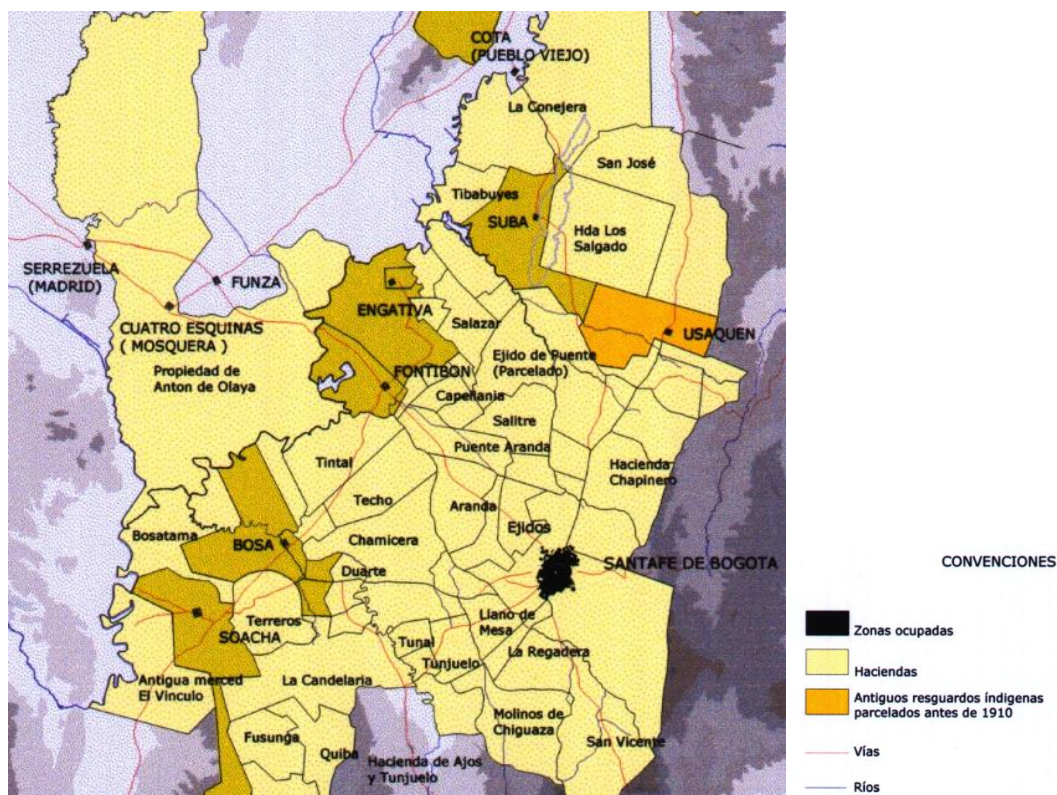 COTA
(PUEBLO VIEJO)
La Conejera
San José
Tibabuyes
SUBA
Hda Los
Salgado
SERREZUELA
(MADRID)
FUNZA
ENGATIVA
CUATRO ESQUINAS
( MOSQUERA )
Salazar
USAQUEN
Propiedad de
Anton de Olaya
FONTIBON
Ejido de Puente
(Parcelado)
Capeñania
Salitre
Puente Aranda
Tintal
Hacienda
Chapinero
Techo
Aranda
Ejidos
Bosatama
BOSA
Chamicera
Duarte
SANTAFE DE BOGOTA
Terreros
SOACHA
Llano de
Mesa
Tunal
Tunjuelo
La Regadera
Antigua merced
El Vinculo
La Candelaria
Molinos de
Chiguaza
Fusunga
Quiba
San Vicente
Hacienda de Ajos
y Tunjuelo
CONVENCIONES
Zonas ocupadas
Haciendas
Antiguos resguardos índigenas
parcelados antes de 1910
Vías
Ríos